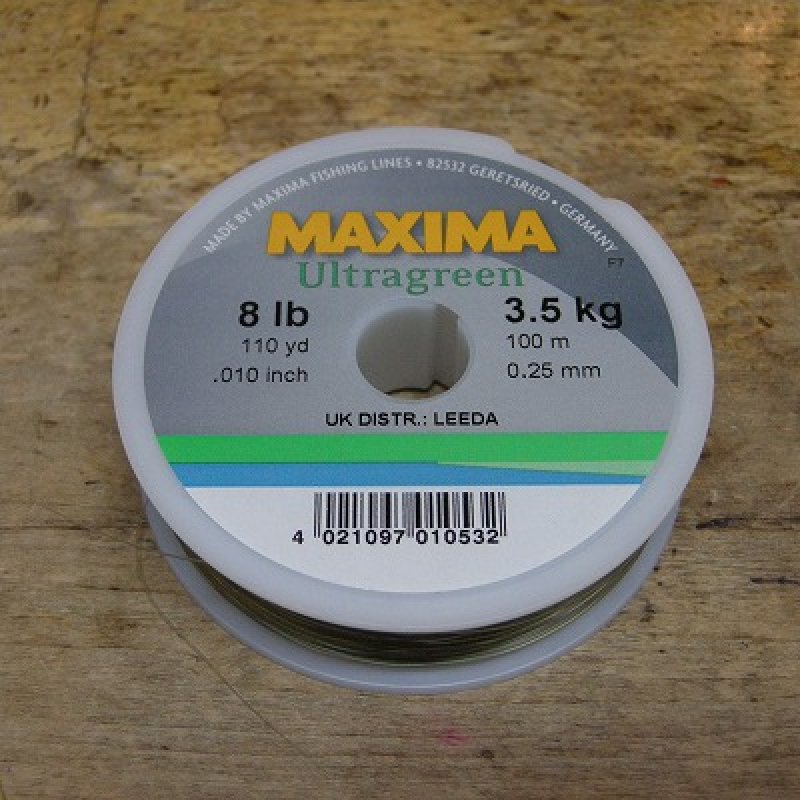 MADE BY MAXIMA FISHING LINES • 82532 GERETSRIED • GERMANY
F7
MAXIMA
Ultragreen
8 lb
110 yd
.010 inch
3.5 kg
100 m
0.25 mm
UK DISTR.: LEEDA
4 021097 010532